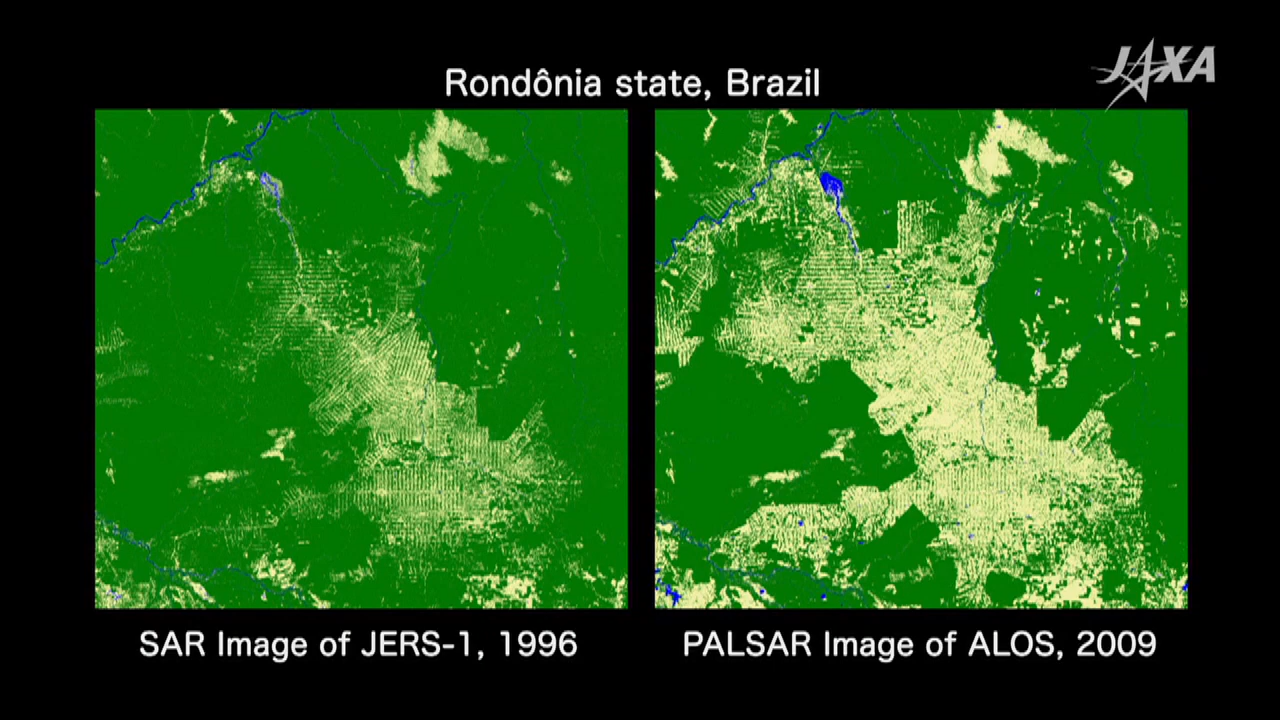 JAXA
Rondônia state, Brazil
SAR Image of JERS-1, 1996
PALSAR Image of ALOS, 2009